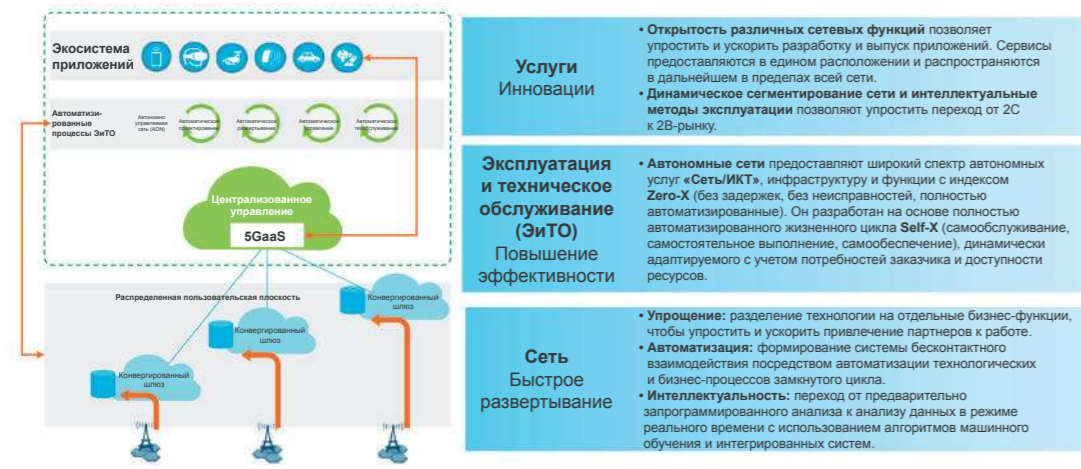 Экосистема
приложений
Автоматизи-
рованные
процессы ЭиТО
Автономно
управляемая
сеть (ADN)
Автоматическое
проектирование
Автоматическое
развертывание
Автоматическое
управление
Автоматическое
техобслуживание
Централизованное
управление
5GaaS
Распределенная пользовательская плоскость
Конвергированный
шлюз
Конвергированный
шлюз
Конвергированный
шлюз
Услуги
Инновации
• Открытость различных сетевых функций позволяет
упростить и ускорить разработку и выпуск приложений. Сервисы
предоставляются в едином расположении и распространяются
в дальнейшем в пределах всей сети.
• Динамическое сегментирование сети и интеллектуальные
методы эксплуатации позволяют упростить переход от 2С
к 2В-рынку.
Эксплуатация
и техническое
обслуживание
(ЭиТО)
Повышение
эффективности
• Автономные сети предоставляют широкий спектр автономных
услуг «Сеть/ИКТ», инфраструктуру и функции с индексом
Zero-X (без задержек, без неисправностей, полностью
автоматизированные). Он разработан на основе полностью
автоматизированного жизненного цикла Self-X (самообслуживание,
самостоятельное выполнение, самообеспечение), динамически
адаптируемого с учетом потребностей заказчика и доступности
ресурсов.
Сеть
Быстрое
развертывание
• Упрощение: разделение технологии на отдельные бизнес-функции,
чтобы упростить и ускорить привлечение партнеров к работе.
• Автоматизация: формирование системы бесконтактного
взаимодействия посредством автоматизации технологических
и бизнес-процессов замкнутого цикла.
• Интеллектуальность: переход от предварительно
запрограммированного анализа к анализу данных в режиме
реального времени с использованием алгоритмов машинного
обучения и интегрированных систем.